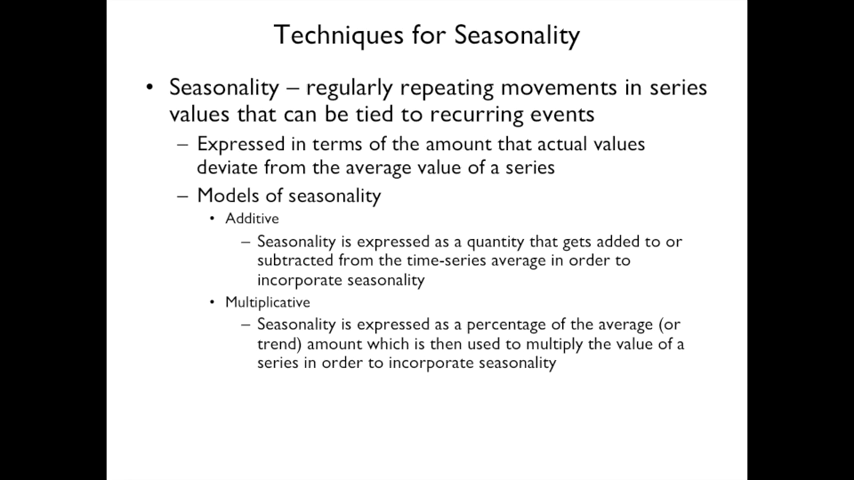 Techniques for Seasonality
• Seasonality – regularly repeating movements in series
values that can be tied to recurring events
– Expressed in terms of the amount that actual values
deviate from the average value of a series
– Models of seasonality
• Additive
– Seasonality is expressed as a quantity that gets added to or
subtracted from the time-series average in order to
incorporate seasonality
• Multiplicative
– Seasonality is expressed as a percentage of the average (or
trend) amount which is then used to multiply the value of a
series in order to incorporate seasonality